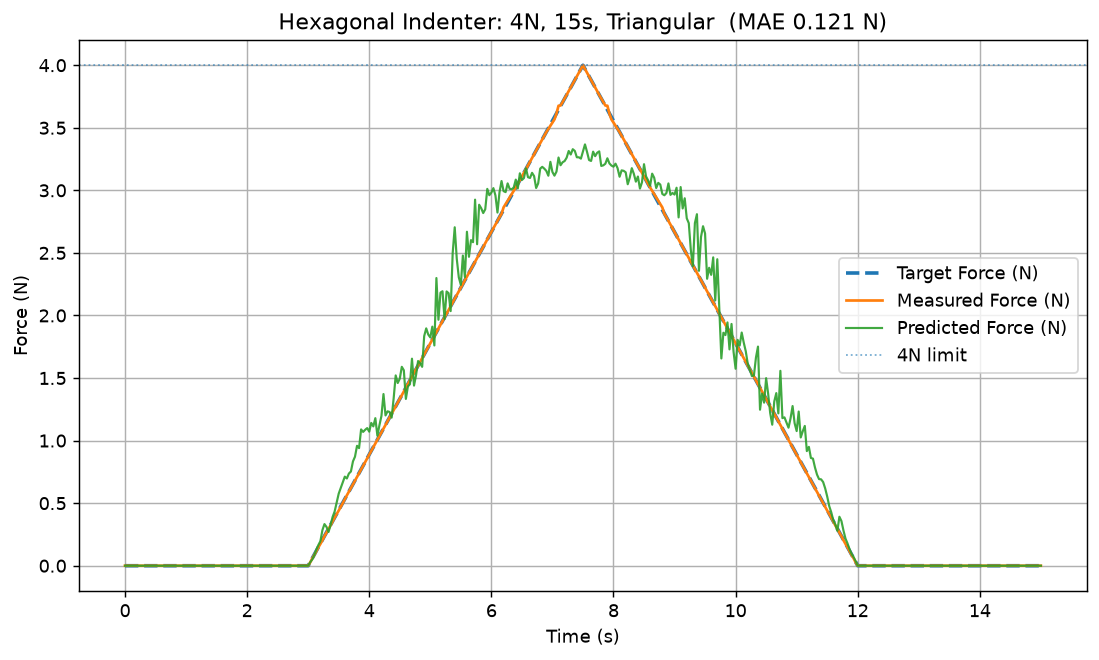 Hexagonal Indenter: 4N, 15s, Triangular  (MAE 0.121 N)
4.0
3.5
3.0
2.5
2.0
1.5
1.0
0.5
0.0
Force (N)
Target Force (N)
Measured Force (N)
Predicted Force (N)
4N limit
0 2 4 6 8 10 12 14
Time (s)